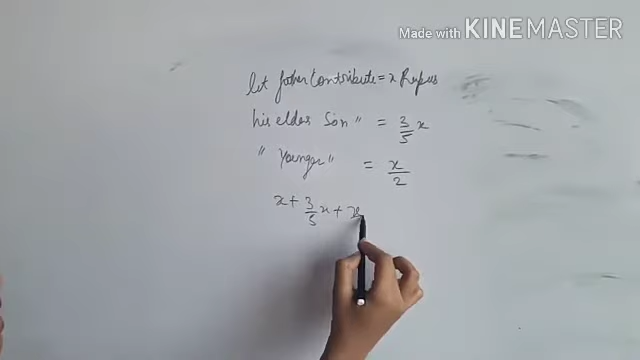 Made with KINEMASTER
let father Contribute = x Rupees
his elder Son " = 3/5 x
" Younger " = x/2
x + 3/5 x + x